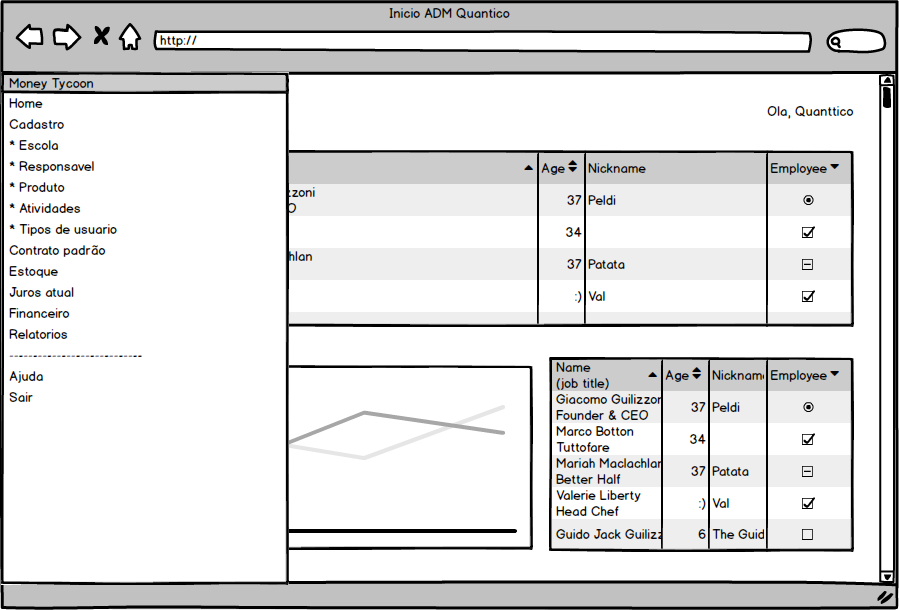 Inicio ADM Quantico
http://
Money Tycoon
Home
Cadastro
* Escola
* Responsavel
* Produto
* Atividades
* Tipos de usuario
Contrato padrão
Estoque
Juros atual
Financeiro
Relatorios
----------------------------
Ajuda
Sair
Ola, Quanttico
Age Nickname Employee
zzoni
O 37 Peldi
34
hlan
37 Patata
:) Val
Name
(job title) Age Nicknam Employee
Giacomo Guilizzon
Founder & CEO 37 Peldi
Marco Botton
Tuttofare 34
Mariah Maclachlan
Better Half 37 Patata
Valerie Liberty
Head Chef :) Val
Guido Jack Guilizz 6 The Guid